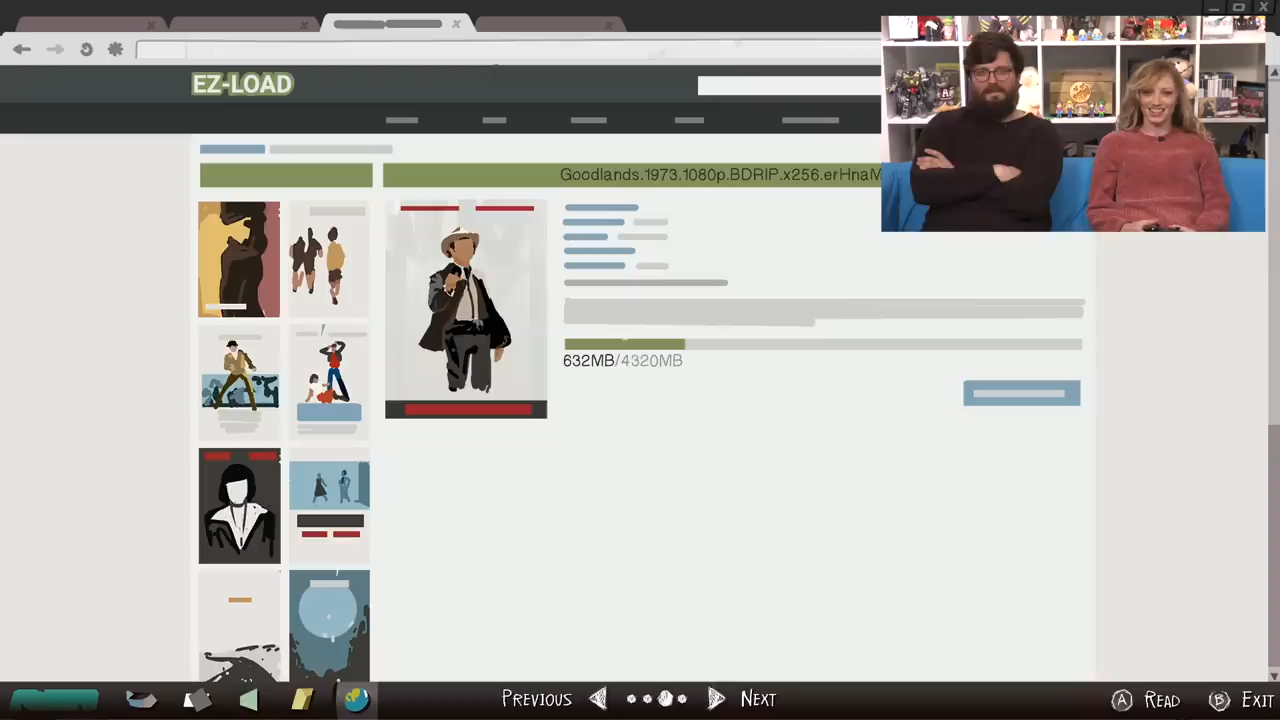 EZ-LOAD
Goodlands.1973.1080p.BDRIP.x256.erHnaM
632MB/4320MB
PREVIOUS
NEXT
A READ
B EXIT